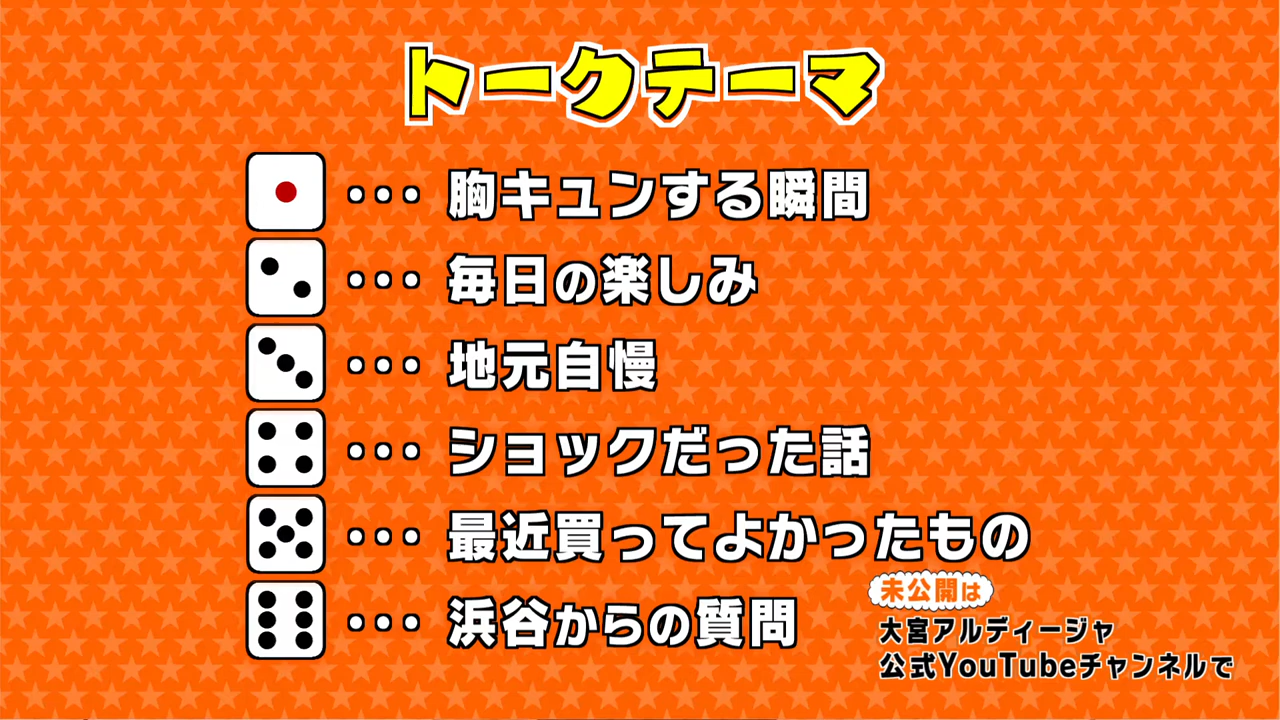 トークテーマ
･･･ 胸キュンする瞬間
･･･ 毎日の楽しみ
･･･ 地元自慢
･･･ ショックだった話
･･･ 最近買ってよかったもの
･･･ 浜谷からの質問
未公開は
大宮アルディージャ
公式YouTubeチャンネルで